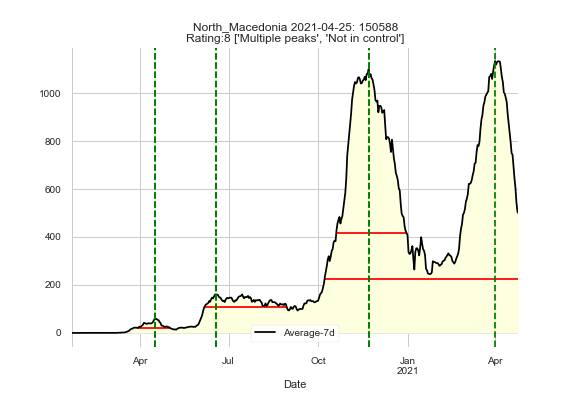 North_Macedonia 2021-04-25: 150588
Rating:8 ['Multiple peaks', 'Not in control']
1000
800
600
400
200
0
Average-7d
Apr
Jul
Oct
Jan
2021
Apr
Date